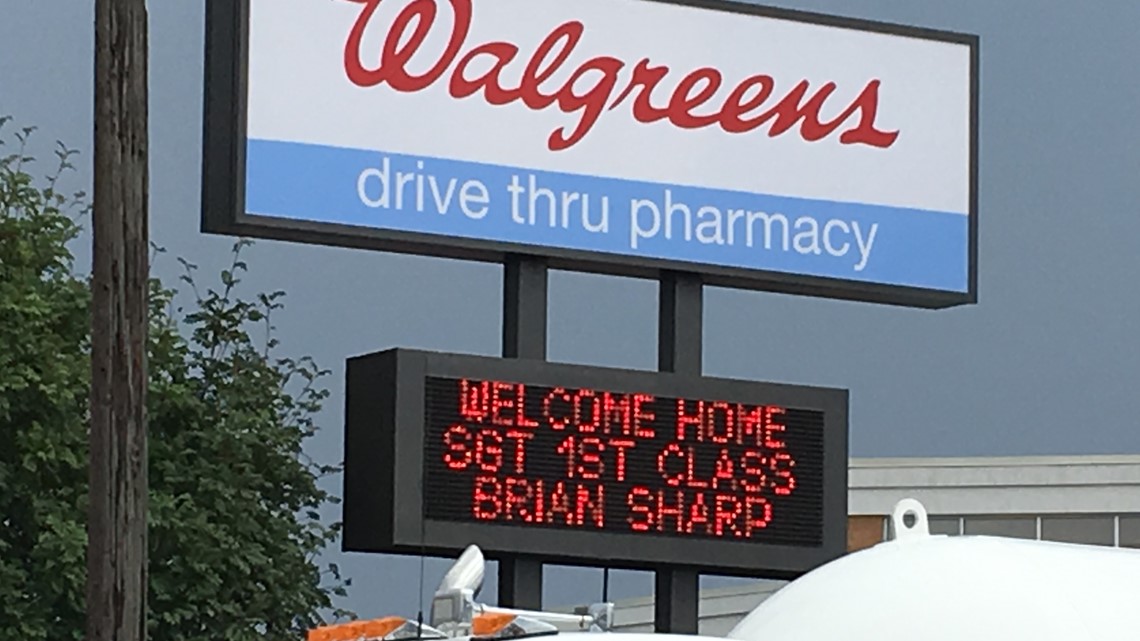 Walgreens
drive thru pharmacy
WELCOME HOME
SGT 1ST CLASS
BRIAN SHARP